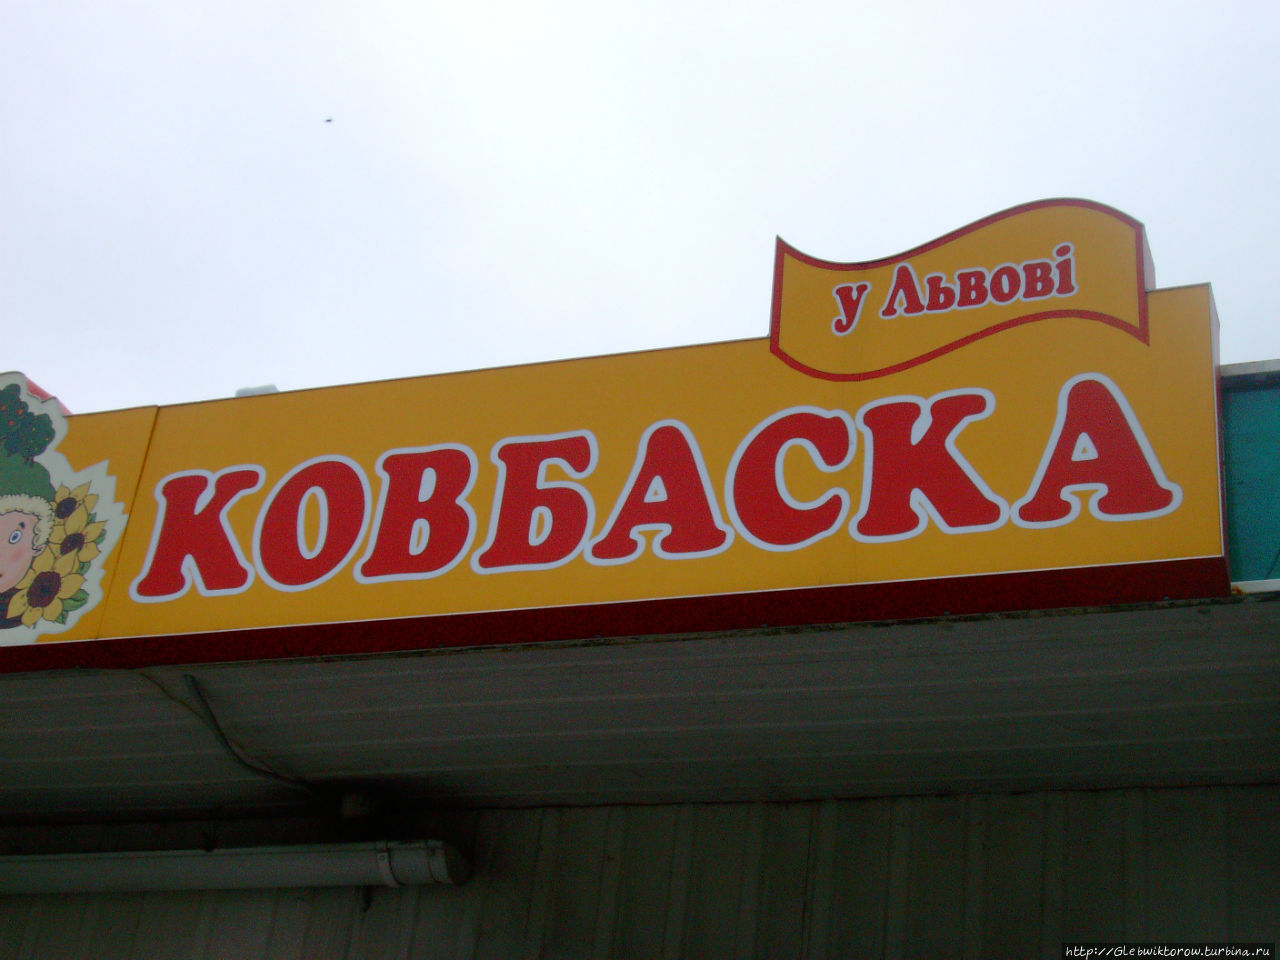 у Львові
КОВБАСКА
http://Glebwiktorow.turbina.ru